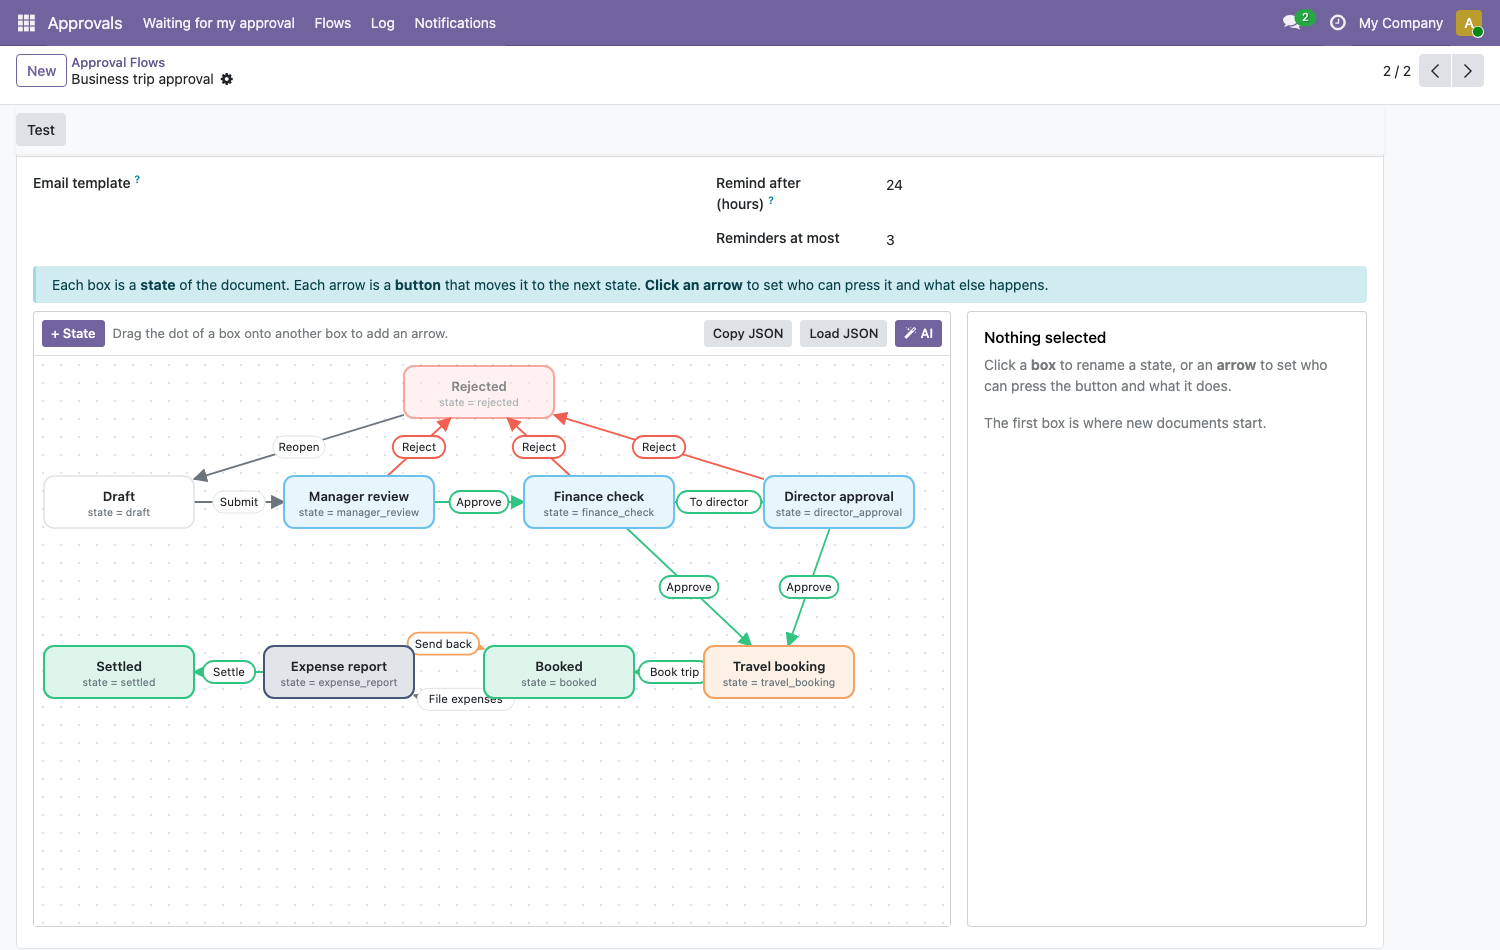 Approvals Waiting for my approval Flows Log Notifications 2 My Company A
New Approval Flows
Business trip approval 2 / 2
Test
Email template ? Remind after (hours) ? 24
Reminders at most 3
Each box is a state of the document. Each arrow is a button that moves it to the next state. Click an arrow to set who can press it and what else happens.
+ State Drag the dot of a box onto another box to add an arrow. Copy JSON Load JSON AI
Rejected
state = rejected
Reopen Reject Reject Reject
Draft
state = draft
Submit
Manager review
state = manager_review
Approve
Finance check
state = finance_check
To director
Director approval
state = director_approval
Approve Approve
Settled
state = settled
Settle
Expense report
state = expense_report
Send back
File expenses
Booked
state = booked
Book trip
Travel booking
state = travel_booking
Nothing selected
Click a box to rename a state, or an arrow to set who
can press the button and what it does.
The first box is where new documents start.